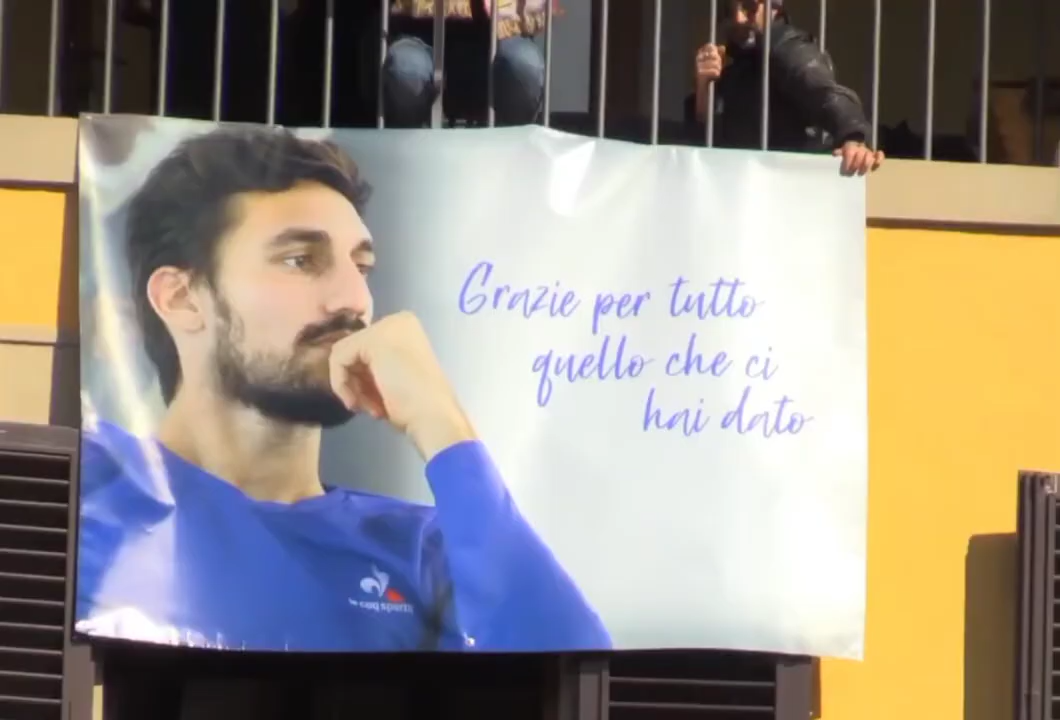 Grazie per tutto
quello che ci
hai dato
le coq sportif